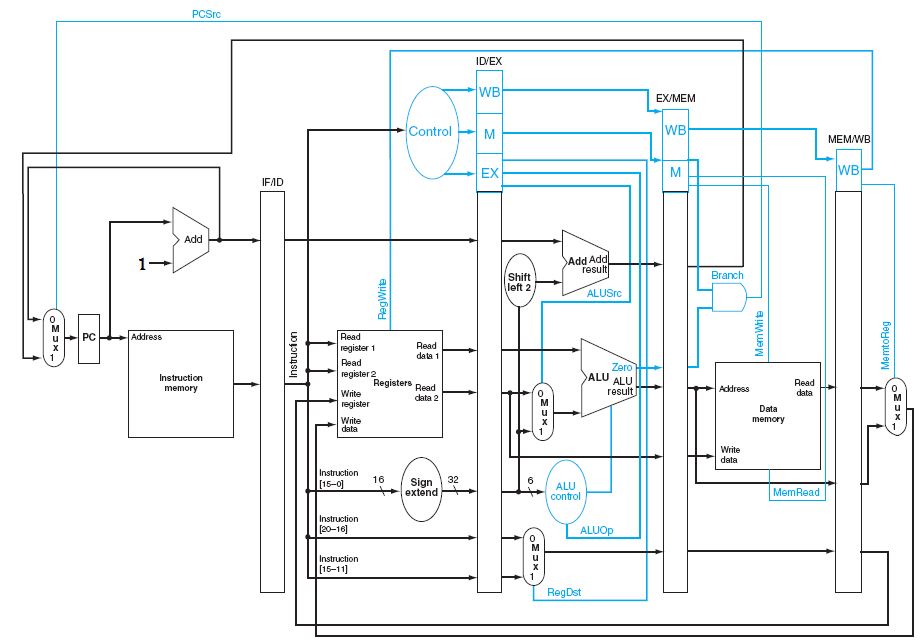 PCSrc
ID/EX
WB
EX/MEM
Control
M
WB
MEM/WB
EX
M
WB
IF/ID
Add
1
Add Add
result
Shift
left 2
ALUSrc
Branch
RegWrite
MemWrite
MemtoReg
Instruction
0
M
u
x
1
PC
Address
Instruction
memory
Read
register 1
Read
register 2
Registers
Write
register
Write
data
Read
data 1
Read
data 2
0
M
u
x
1
ALU
Zero
ALU
result
Address
Read
data
Data
memory
Write
data
MemRead
0
M
u
x
1
Instruction
[15–0]
16
Sign
extend
32
6
ALU
control
ALUOp
Instruction
[20–16]
Instruction
[15–11]
0
M
u
x
1
RegDst